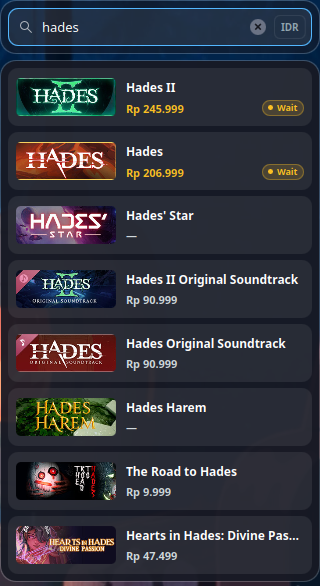 hades
IDR
HADES II
Hades II
Rp 245.999
Wait
HADES
Hades
Rp 206.999
Wait
HADES'
STAR
Hades' Star
—
HADES II
ORIGINAL SOUNDTRACK
Hades II Original Soundtrack
Rp 90.999
HADES
ORIGINAL SOUNDTRACK
Hades Original Soundtrack
Rp 90.999
HADES
HAREM
Hades Harem
—
The Road to Hades
Rp 9.999
HEARTS IN HADES
DIVINE PASSION
Hearts in Hades: Divine Pas...
Rp 47.499